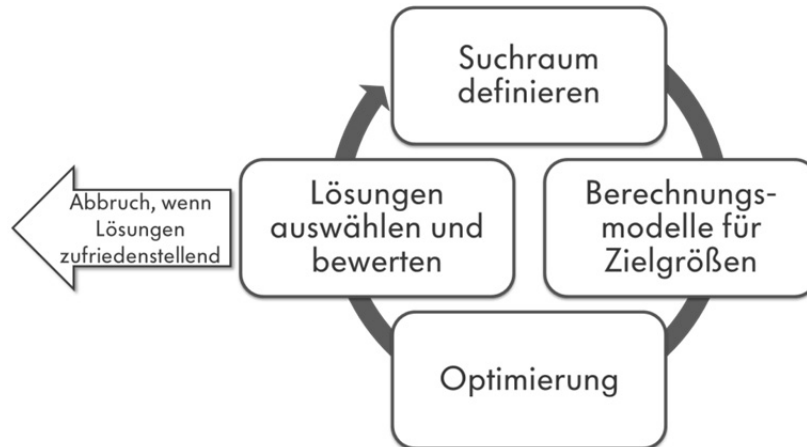 Suchraum
definieren
Berechnungs-
modelle für
Zielgrößen
Optimierung
Lösungen
auswählen und
bewerten
Abbruch, wenn
Lösungen
zufriedenstellend